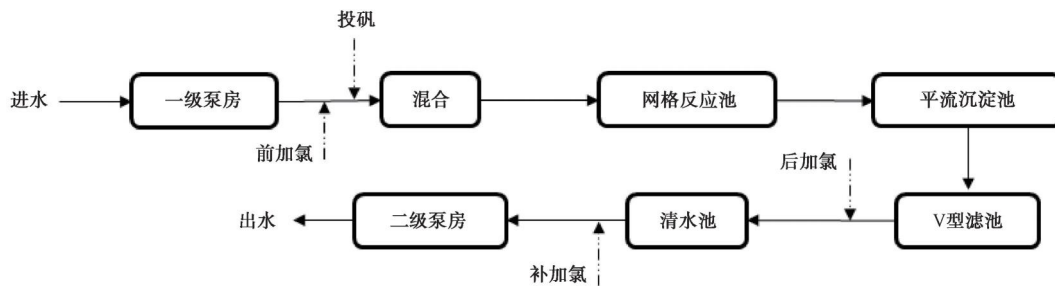 投矾
进水
一级泵房
混合
网格反应池
平流沉淀池
前加氯
后加氯
出水
二级泵房
清水池
V型滤池
补加氯